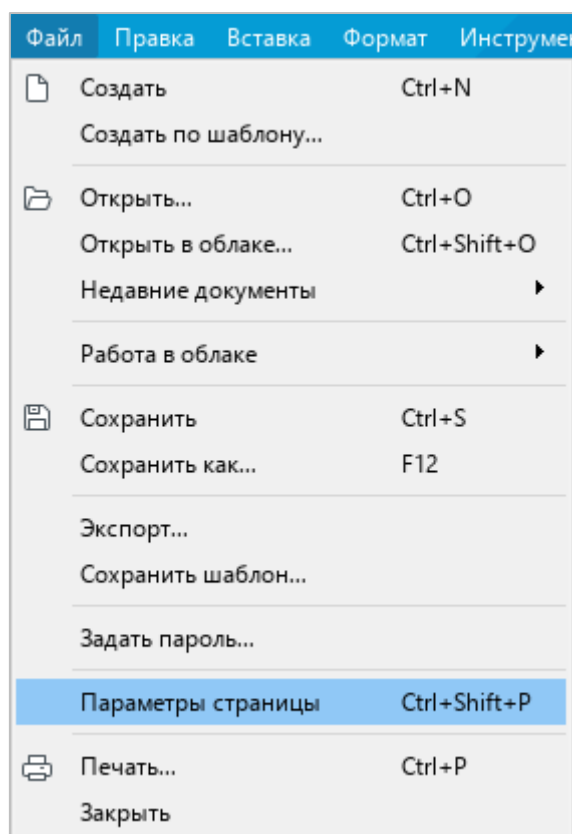 Файл Правка Вставка Формат Инструме
Создать Ctrl+N
Создать по шаблону...
Открыть... Ctrl+O
Открыть в облаке... Ctrl+Shift+O
Недавние документы
Работа в облаке
Сохранить Ctrl+S
Сохранить как... F12
Экспорт...
Сохранить шаблон...
Задать пароль...
Параметры страницы Ctrl+Shift+P
Печать... Ctrl+P
Закрыть